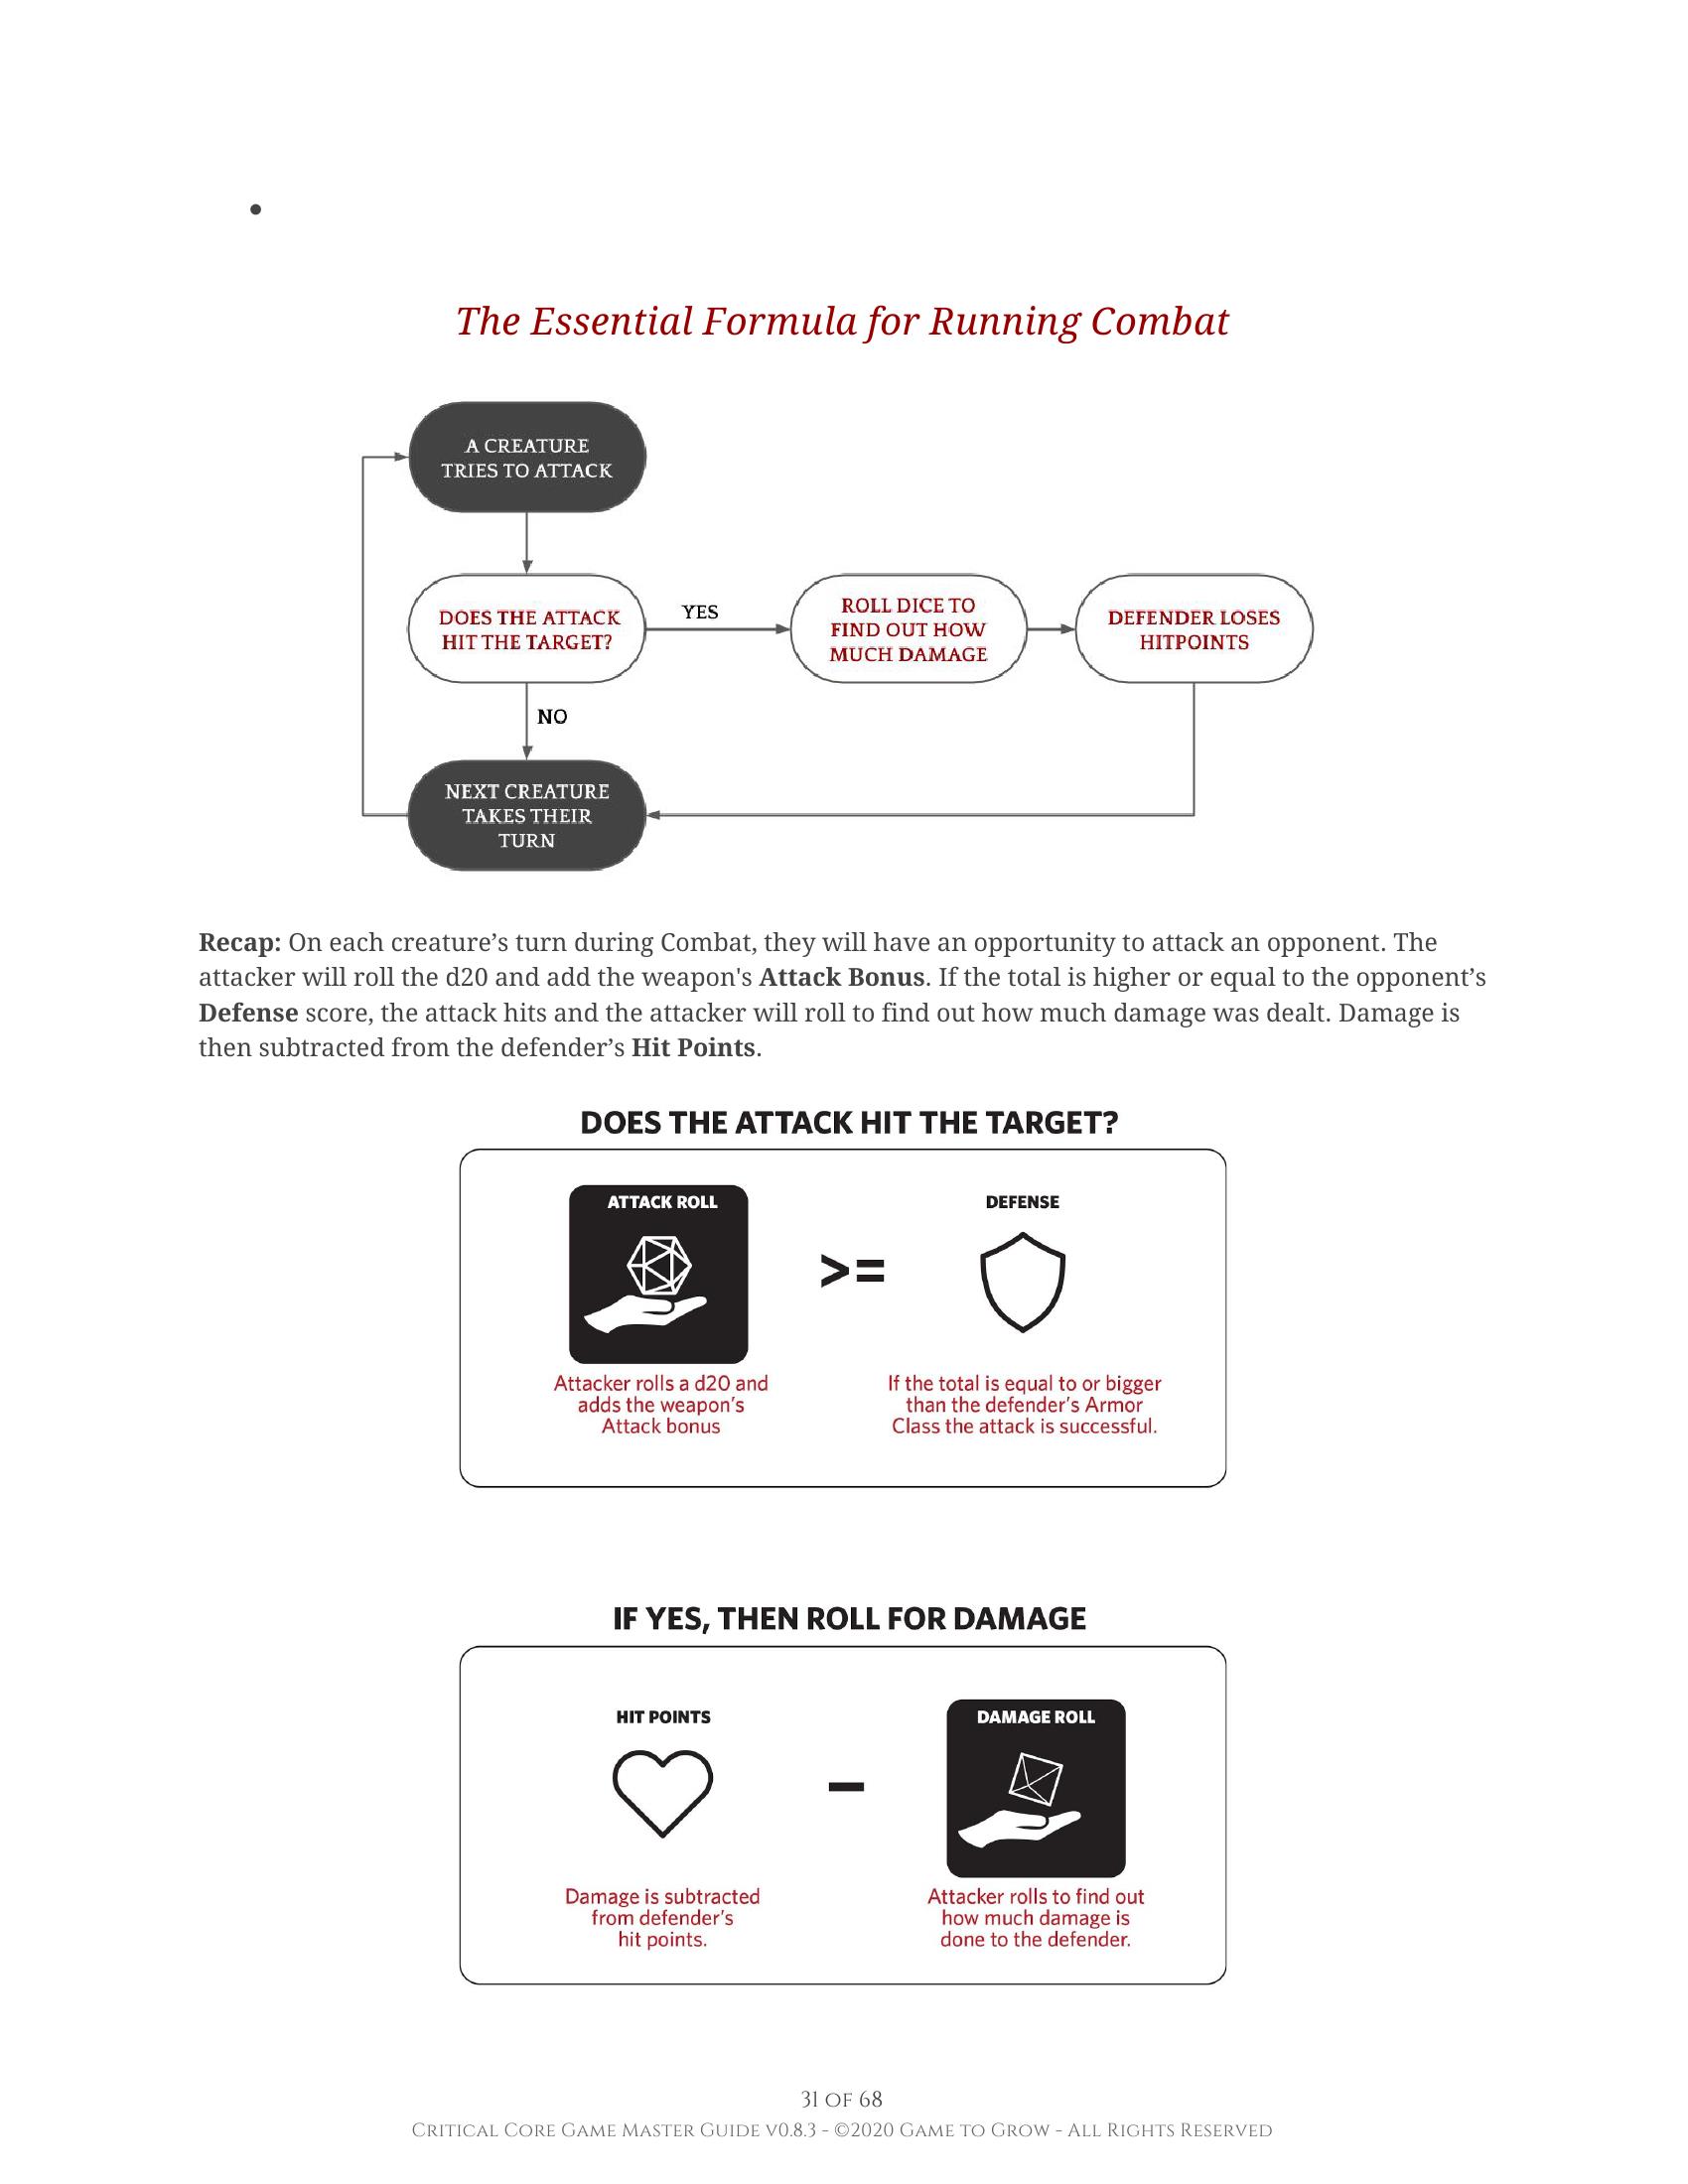 •
The Essential Formula for Running Combat
A CREATURE
TRIES TO ATTACK
DOES THE ATTACK
HIT THE TARGET?
YES
ROLL DICE TO
FIND OUT HOW
MUCH DAMAGE
DEFENDER LOSES
HITPOINTS
NO
NEXT CREATURE
TAKES THEIR
TURN
Recap: On each creature’s turn during Combat, they will have an opportunity to attack an opponent. The
attacker will roll the d20 and add the weapon's Attack Bonus. If the total is higher or equal to the opponent’s
Defense score, the attack hits and the attacker will roll to find out how much damage was dealt. Damage is
then subtracted from the defender’s Hit Points.
DOES THE ATTACK HIT THE TARGET?
ATTACK ROLL
>=
DEFENSE
Attacker rolls a d20 and
adds the weapon’s
Attack bonus
If the total is equal to or bigger
than the defender’s Armor
Class the attack is successful.
IF YES, THEN ROLL FOR DAMAGE
HIT POINTS
–
DAMAGE ROLL
Damage is subtracted
from defender’s
hit points.
Attacker rolls to find out
how much damage is
done to the defender.
31 OF 68
CRITICAL CORE GAME MASTER GUIDE V0.8.3 - ©2020 GAME TO GROW - ALL RIGHTS RESERVED